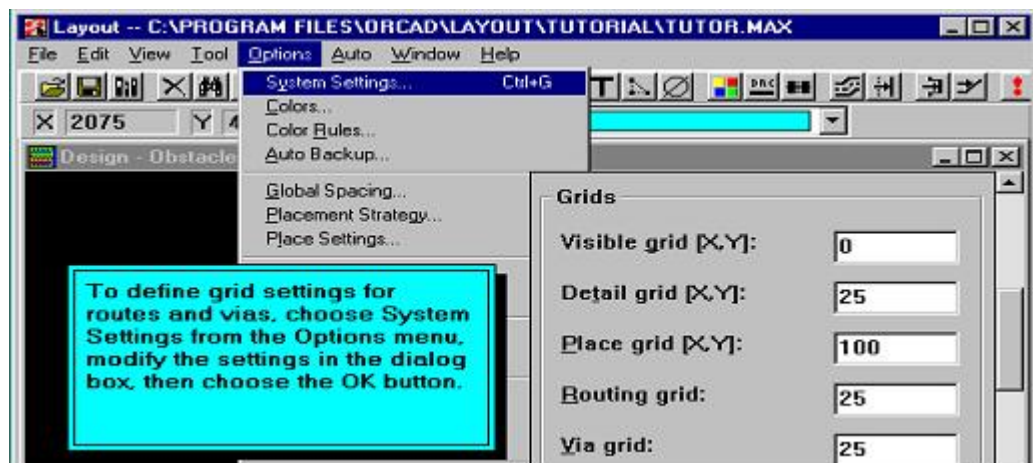 Layout -- C:\PROGRAM FILES\ORCAD\LAYOUT\TUTORIAL\TUTOR.MAX
File Edit View Tool Options Auto Window Help
System Settings... Ctrl+G
Colors...
Color Rules...
Auto Backup...
Global Spacing...
Placement Strategy...
Place Settings...
T DRC
X 2075 Y 4
Design - Obstacle
To define grid settings for
routes and vias, choose System
Settings from the Options menu,
modify the settings in the dialog
box, then choose the OK button.
Grids
Visible grid [X,Y]: 0
Detail grid [X,Y]: 25
Place grid [X,Y]: 100
Routing grid: 25
Via grid: 25